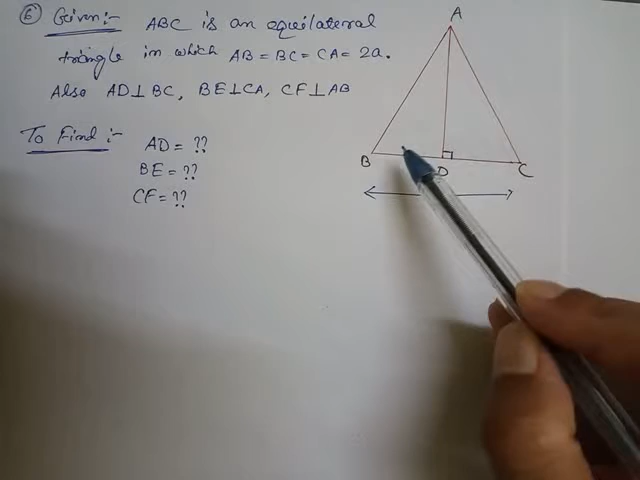 ⑥ Given:- ABC is an equilateral
triangle in which AB = BC = CA = 2a.
Also AD⊥BC, BE⊥CA, CF⊥AB
To Find:-
AD = ??
BE = ??
CF = ??
A
B
D
C